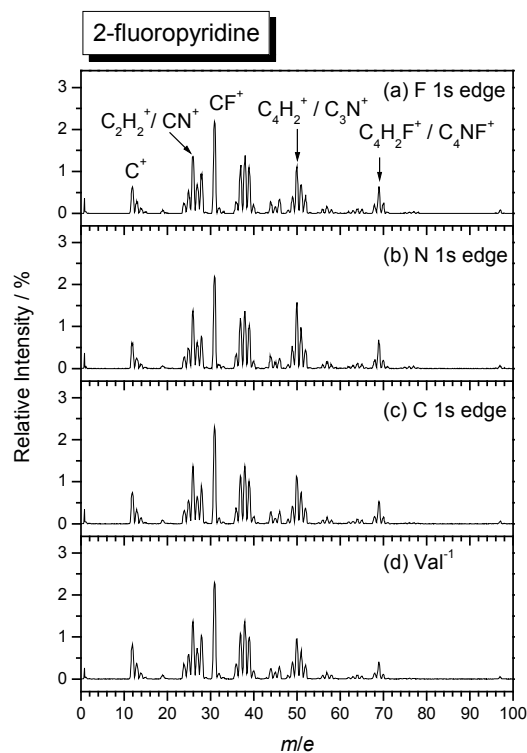 2-fluoropyridine
(a) F 1s edge
CF⁺
C₄H₂⁺ / C₃N⁺
C₂H₂⁺ / CN⁺
C₄H₂F⁺ / C₄NF⁺
C⁺
3
2
1
0
(b) N 1s edge
3
2
1
0
(c) C 1s edge
3
2
1
0
(d) Val⁻¹
3
2
1
0
Relative Intensity / %
0 10 20 30 40 50 60 70 80 90 100
m/e